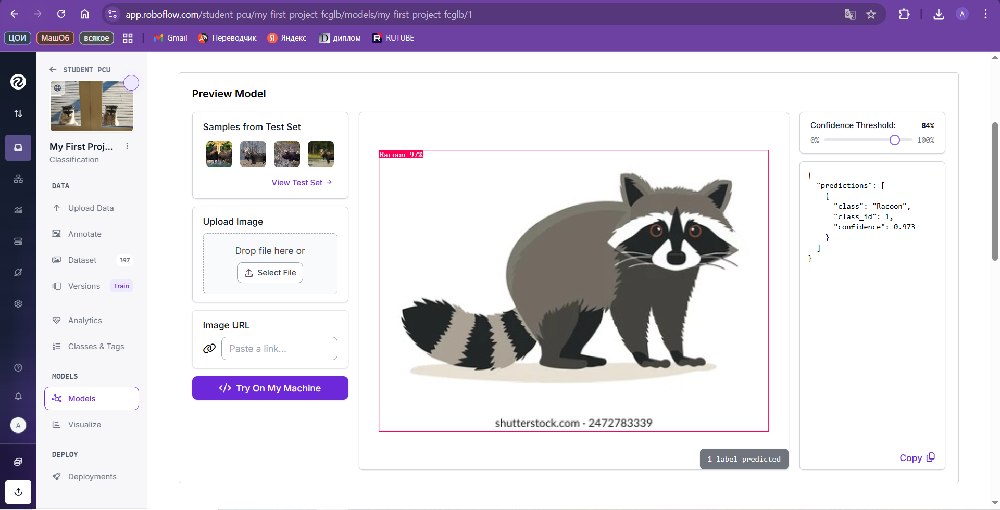 app.roboflow.com/student-pcu/my-first-project-fcglb/models/my-first-project-fcglb/1
A
ЦОИ
МашОб
всякое
Gmail
Переводчик
Яндекс
D диплом
RUTUBE
STUDENT PCU
My First Proj...
Classification
DATA
Upload Data
Annotate
Dataset 397
Versions Train
Analytics
Classes & Tags
MODELS
Models
Visualize
DEPLOY
Deployments
A
Preview Model
Samples from Test Set
View Test Set →
Upload Image
Drop file here or
Select File
Image URL
Paste a link...
</> Try On My Machine
Racoon 97%
shutterstock.com · 2472783339
1 label predicted
Confidence Threshold: 84%
0% 100%
{
"predictions": [
{
"class": "Racoon",
"class_id": 1,
"confidence": 0.973
}
]
}
Copy